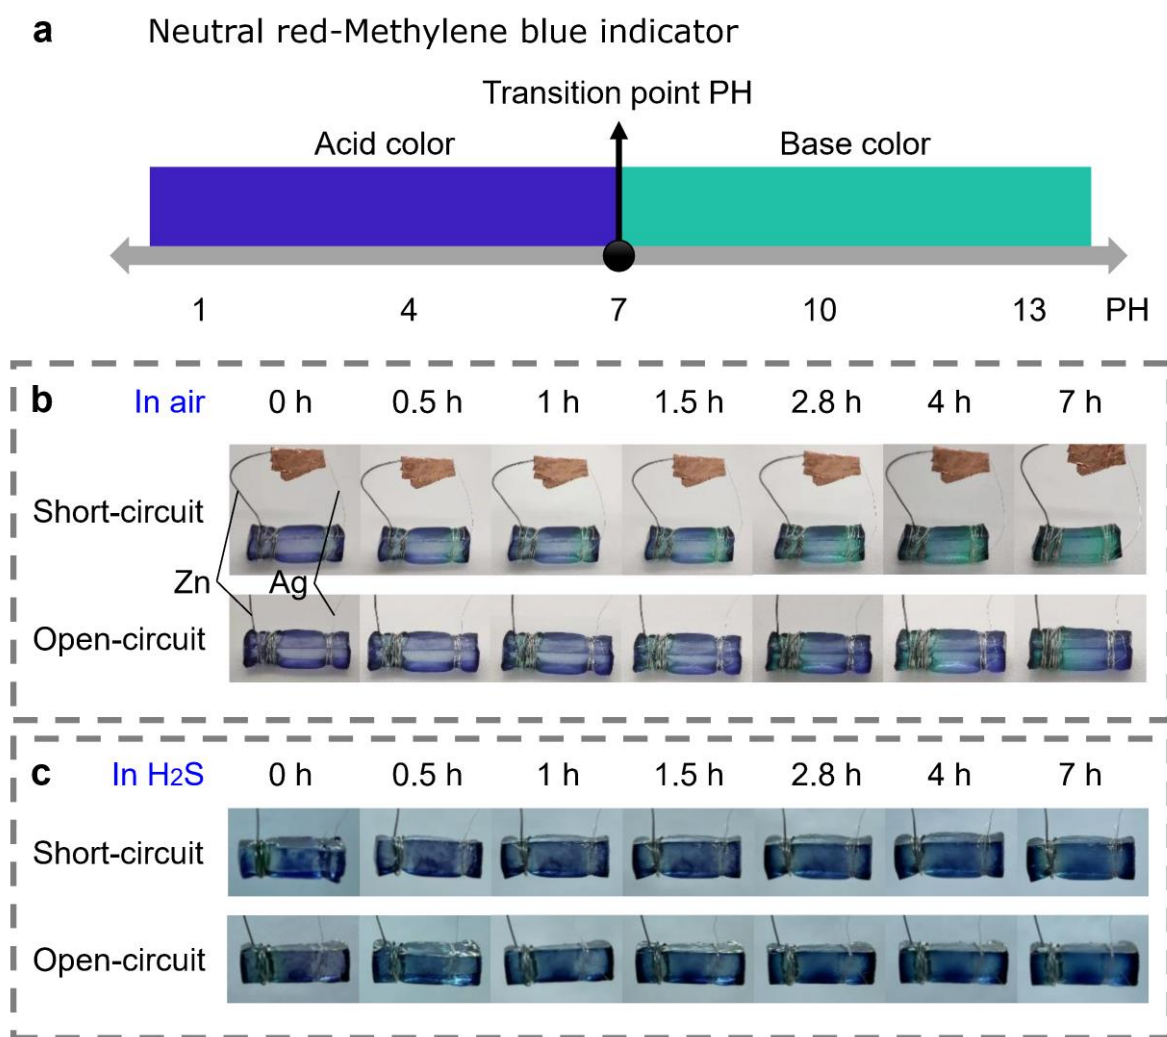 a Neutral red-Methylene blue indicator
Transition point PH
Acid color Base color
1 4 7 10 13 PH
b In air 0 h 0.5 h 1 h 1.5 h 2.8 h 4 h 7 h
Short-circuit
Zn Ag
Open-circuit
c In H2S 0 h 0.5 h 1 h 1.5 h 2.8 h 4 h 7 h
Short-circuit
Open-circuit